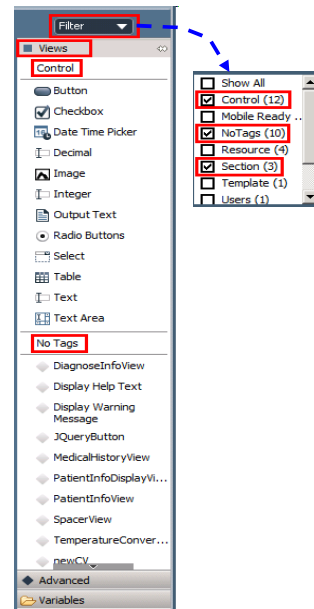 Filter
Views
Control
Button
Checkbox
Date Time Picker
Decimal
Image
Integer
Output Text
Radio Buttons
Select
Table
Text
Text Area
No Tags
DiagnoseInfoView
Display Help Text
Display Warning
Message
JQueryButton
MedicalHistoryView
PatientInfoDisplayVi...
PatientInfoView
SpacerView
TemperatureConver...
newCV
Advanced
Variables
Show All
Control (12)
Mobile Ready ..
NoTags (10)
Resource (4)
Section (3)
Template (1)
Users (1)